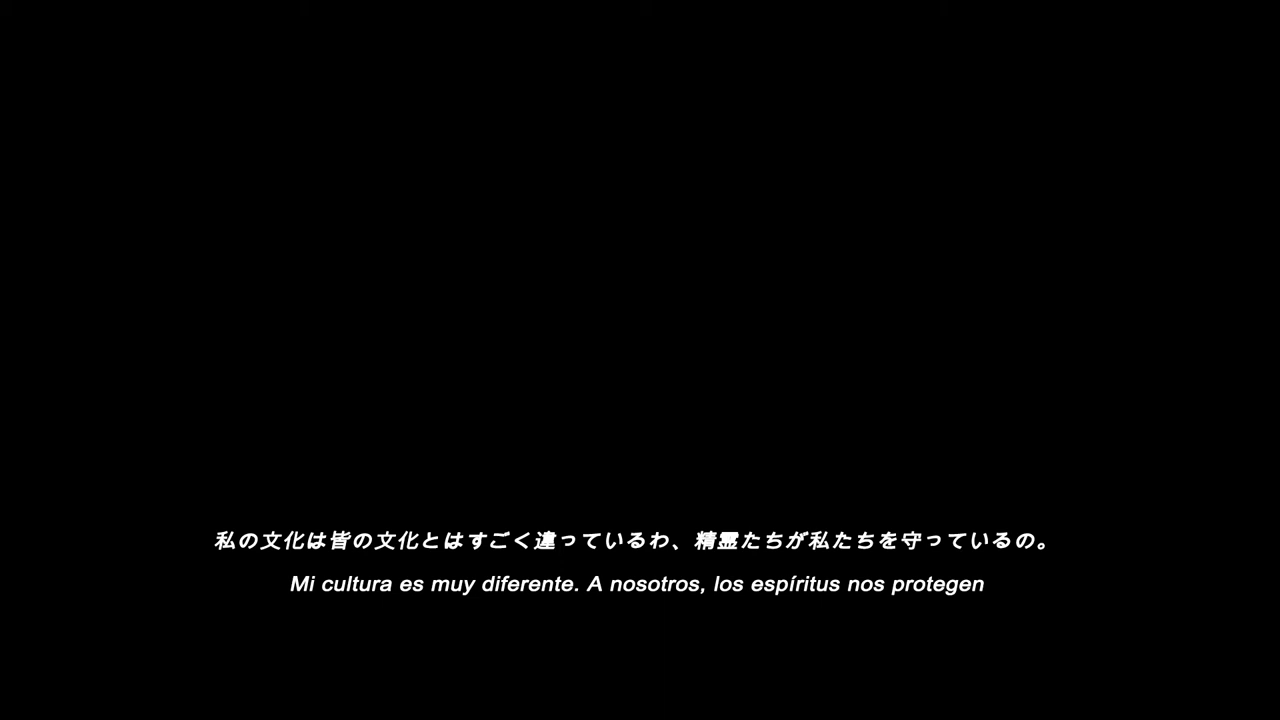 私の文化は皆の文化とはすごく違っているわ、精霊たちが私たちを守っているの。
Mi cultura es muy diferente. A nosotros, los espíritus nos protegen